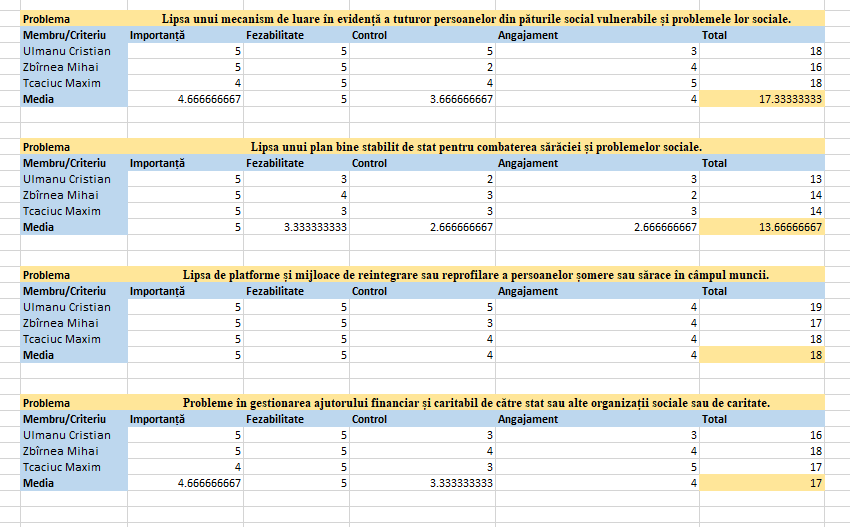 Problema Lipsa unui mecanism de luare în evidență a tuturor persoanelor din păturile social vulnerabile și problemele lor sociale.
Membru/Criteriu Importanță Fezabilitate Control Angajament Total
Ulmanu Cristian 5 5 5 3 18
Zbîrnea Mihai 5 5 2 4 16
Tcaciuc Maxim 4 5 4 5 18
Media 4.666666667 5 3.666666667 4 17.33333333
Problema Lipsa unui plan bine stabilit de stat pentru combaterea sărăciei și problemelor sociale.
Membru/Criteriu Importanță Fezabilitate Control Angajament Total
Ulmanu Cristian 5 3 2 3 13
Zbîrnea Mihai 5 4 3 2 14
Tcaciuc Maxim 5 3 3 3 14
Media 5 3.333333333 2.666666667 2.666666667 13.66666667
Problema Lipsa de platforme și mijloace de reintegrare sau reprofilare a persoanelor șomere sau sărace în câmpul muncii.
Membru/Criteriu Importanță Fezabilitate Control Angajament Total
Ulmanu Cristian 5 5 5 4 19
Zbîrnea Mihai 5 5 3 4 17
Tcaciuc Maxim 5 5 4 4 18
Media 5 5 4 4 18
Problema Probleme în gestionarea ajutorului financiar și caritabil de către stat sau alte organizații sociale sau de caritate.
Membru/Criteriu Importanță Fezabilitate Control Angajament Total
Ulmanu Cristian 5 5 3 3 16
Zbîrnea Mihai 5 5 4 4 18
Tcaciuc Maxim 4 5 3 5 17
Media 4.666666667 5 3.333333333 4 17